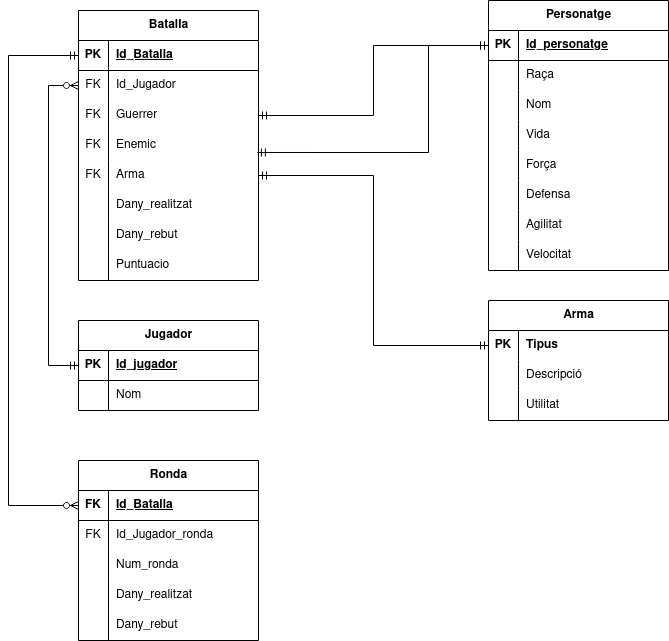 Batalla
PK Id_Batalla
FK Id_Jugador
FK Guerrer
FK Enemic
FK Arma
Dany_realitzat
Dany_rebut
Puntuacio
Personatge
PK Id_personatge
Raça
Nom
Vida
Força
Defensa
Agilitat
Velocitat
Jugador
PK Id_jugador
Nom
Arma
PK Tipus
Descripció
Utilitat
Ronda
FK Id_Batalla
FK Id_Jugador_ronda
Num_ronda
Dany_realitzat
Dany_rebut